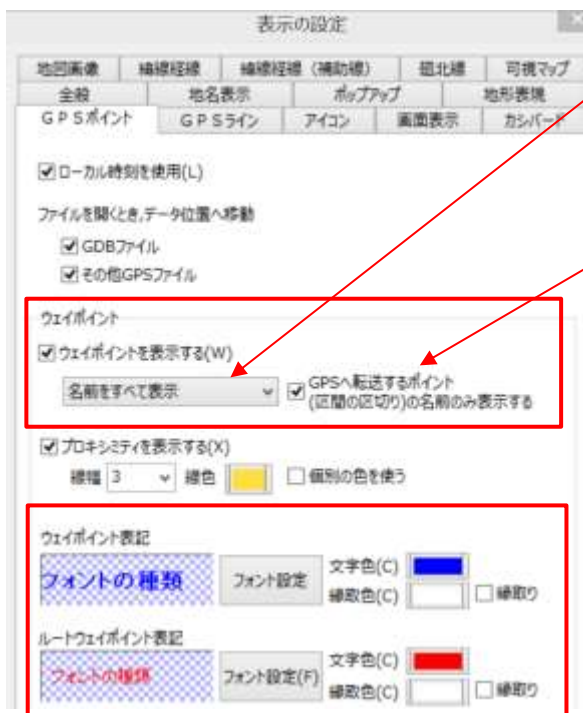 表示の設定
地図画像 緯線経線 緯線経線（補助線） 磁北線 可視マップ
全般 地名表示 ポップアップ 地形表現
ＧＰＳポイント ＧＰＳライン アイコン 画面表示 カシバード
ローカル時刻を使用(L)
ファイルを開くとき,データ位置へ移動
GDBファイル
その他GPSファイル
ウェイポイント
ウェイポイントを表示する(W)
名前をすべて表示 GPSへ転送するポイント
(区間の区切り)の名前のみ表示する
プロキシミティを表示する(X)
線幅 3 線色 個別の色を使う
ウェイポイント表記
フォントの種類 フォント設定 文字色(C)
縁取色(C) 縁取り
ルートウェイポイント表記
フォントの種類 フォント設定(F) 文字色(C)
縁取色(C) 縁取り